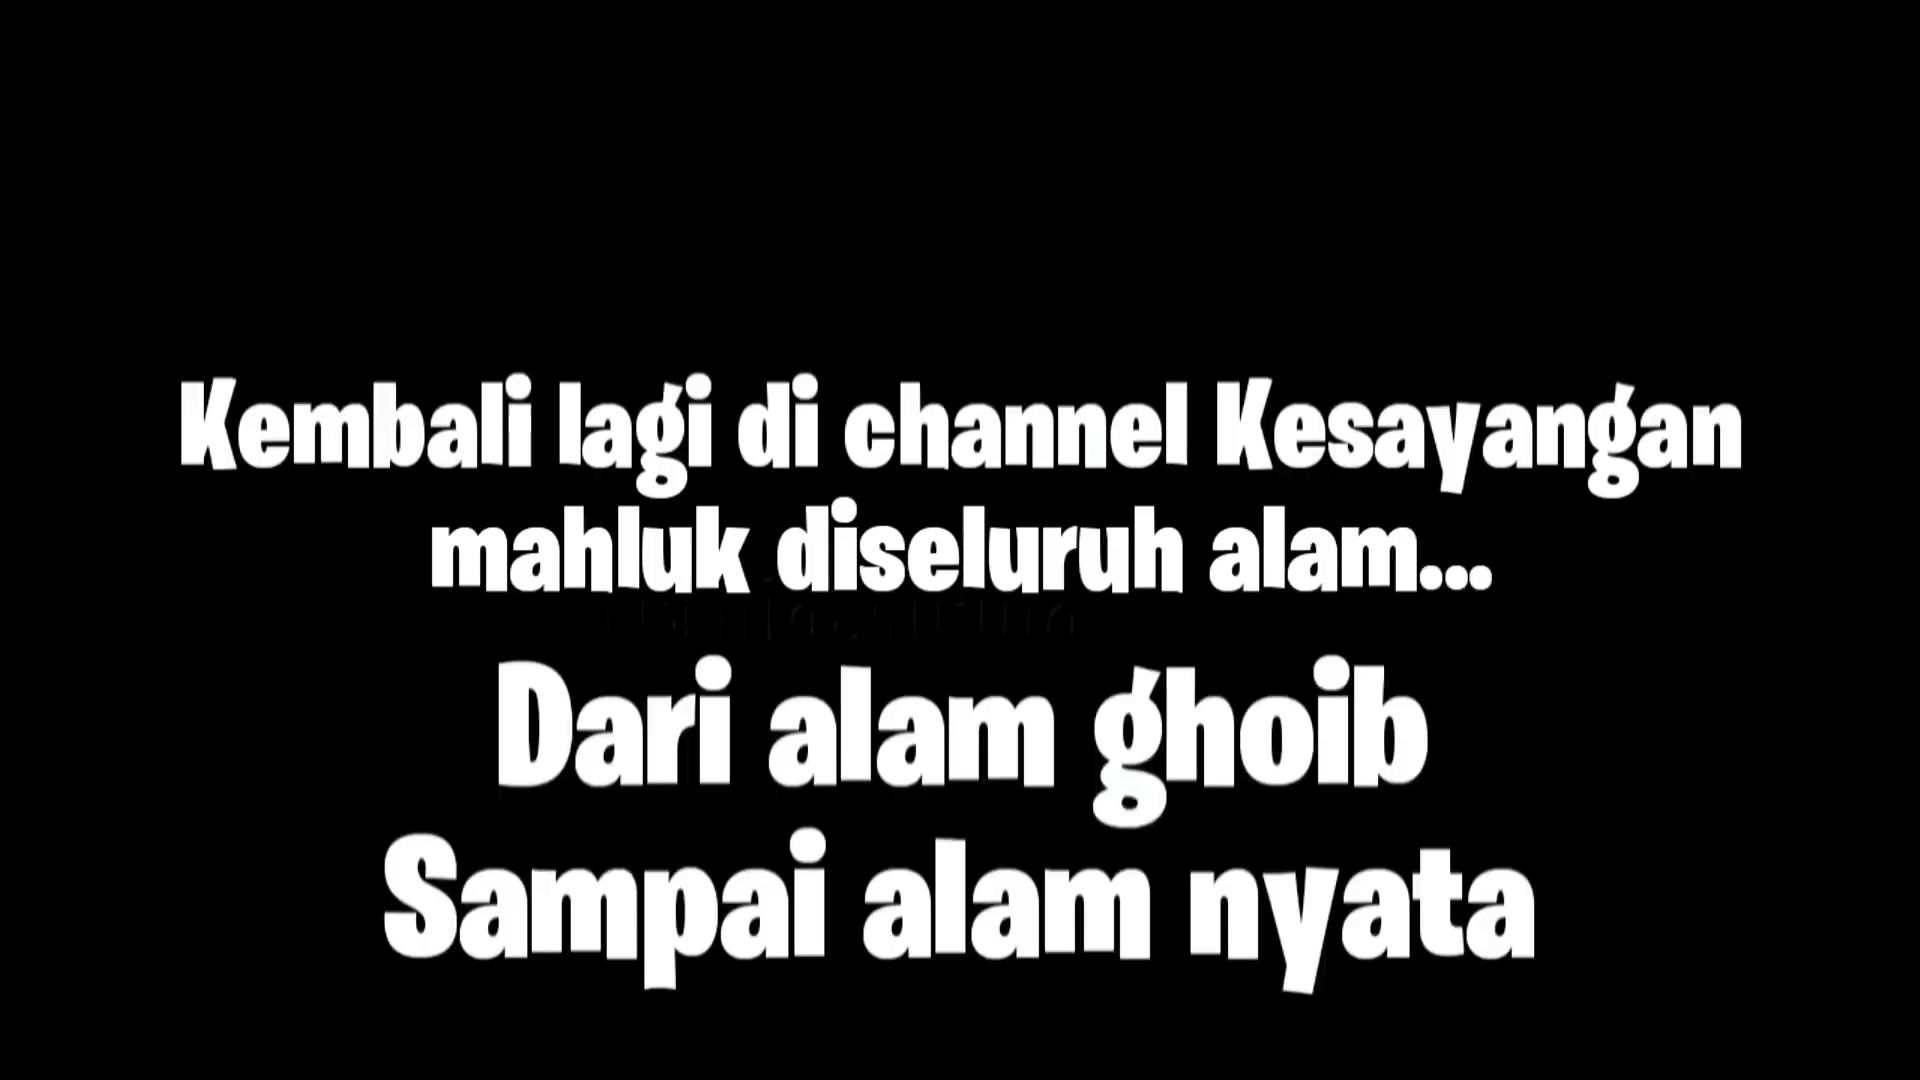 Kembali lagi di channel Kesayangan
mahluk diseluruh alam...
Dari alam ghoib
Sampai alam nyata